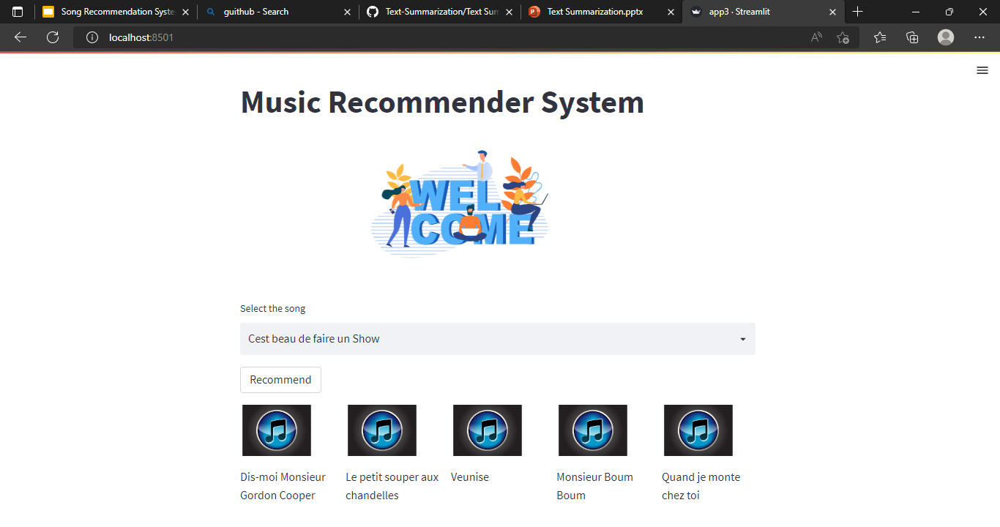 Song Recommendation Syste
guithub - Search
Text-Summarization/Text Sum
Text Summarization.pptx
app3 · Streamlit
localhost:8501
Music Recommender System
WEL
COME
Select the song
Cest beau de faire un Show
Recommend
Dis-moi Monsieur
Gordon Cooper
Le petit souper aux
chandelles
Veunise
Monsieur Boum
Boum
Quand je monte
chez toi